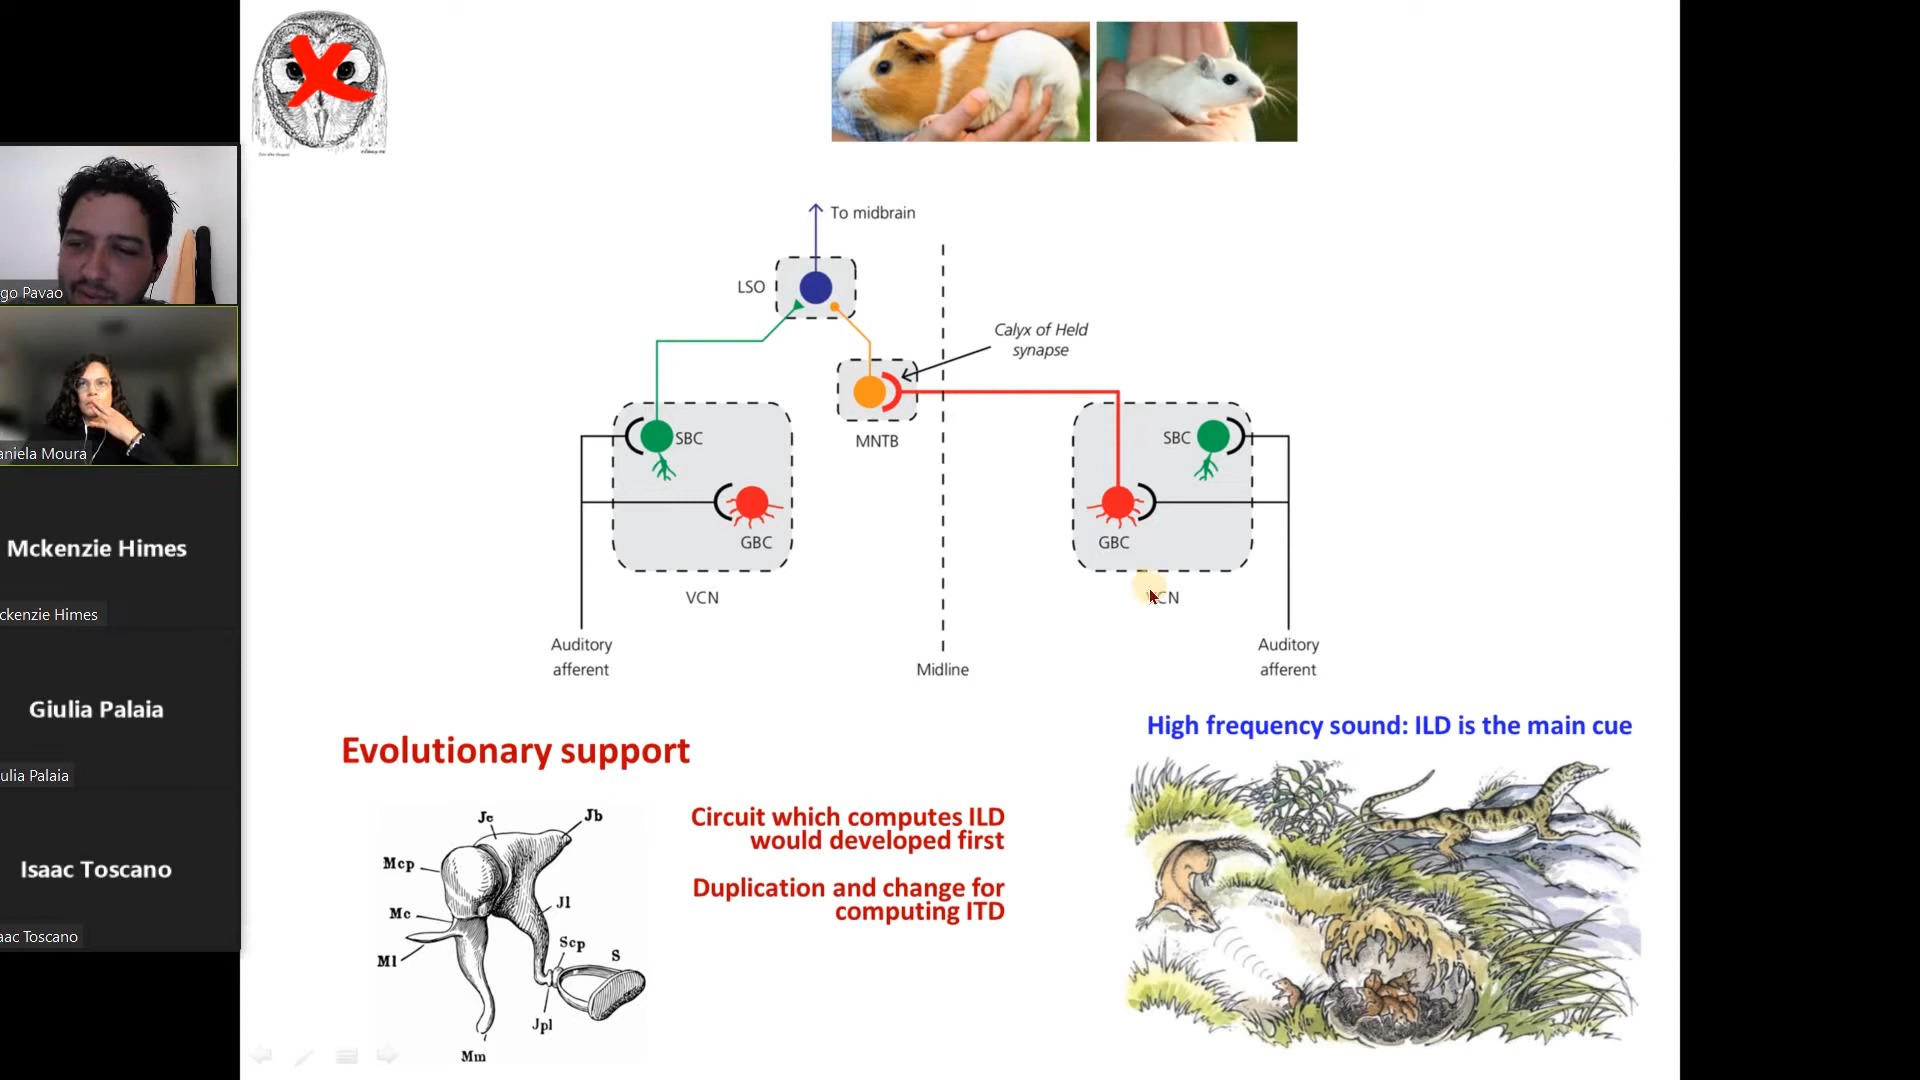 go Pavao
aniela Moura
Mckenzie Himes
ckenzie Himes
Giulia Palaia
ulia Palaia
Isaac Toscano
aac Toscano
To midbrain
LSO
Calyx of Held
synapse
MNTB
SBC
GBC
VCN
Auditory
afferent
Midline
SBC
GBC
CN
Auditory
afferent
Evolutionary support
Jc
Jb
Mcp
Mc
Ml
Jl
Scp
S
Jpl
Mm
Circuit which computes ILD
would developed first
Duplication and change for
computing ITD
High frequency sound: ILD is the main cue